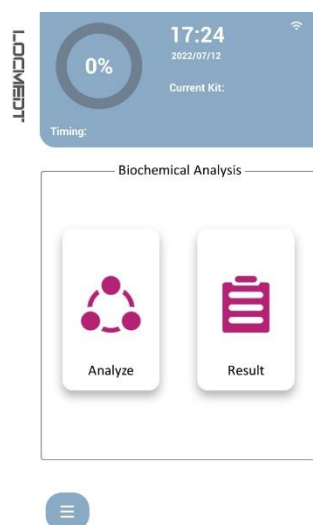 LOCMEDT
0%
17:24
2022/07/12
Current Kit:
Timing:
Biochemical Analysis
Analyze
Result